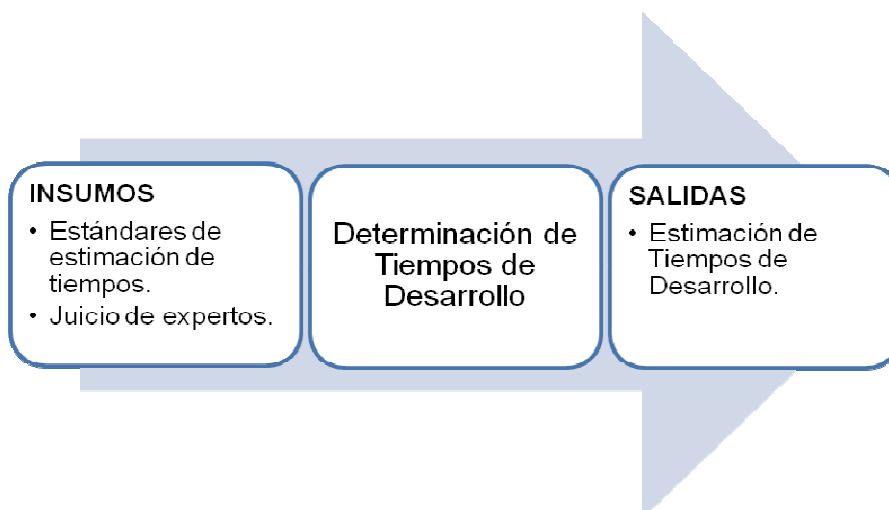 INSUMOS
• Estándares de
estimación de
tiempos.
• Juicio de expertos.
Determinación de
Tiempos de
Desarrollo
SALIDAS
• Estimación de
Tiempos de
Desarrollo.